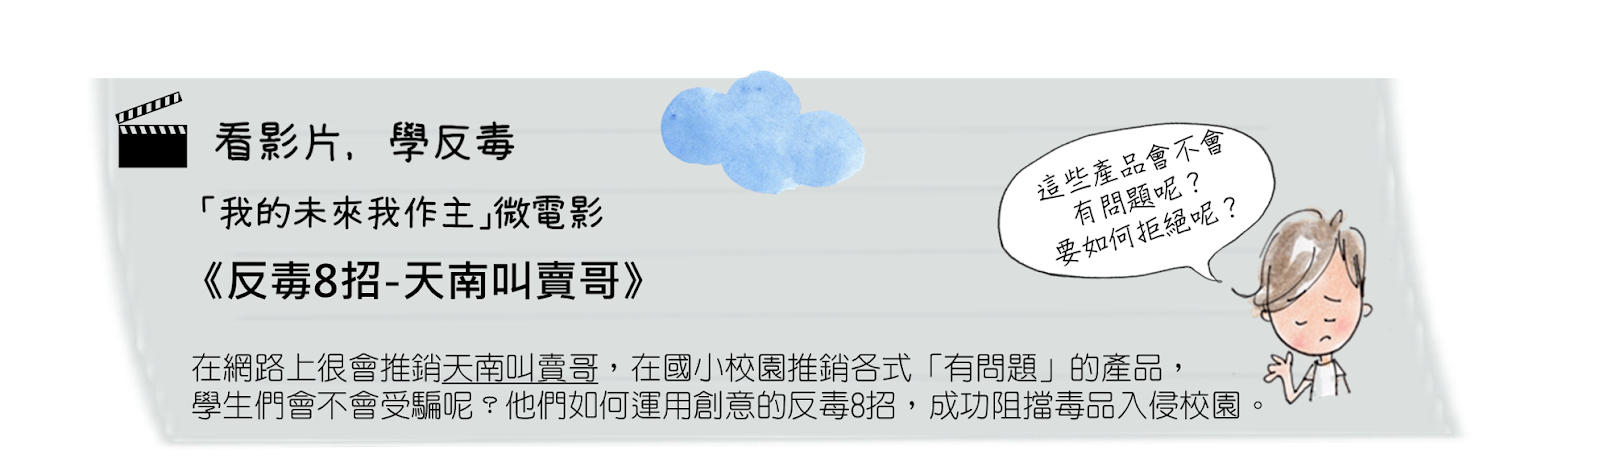 看影片，學反毒
「我的未來我作主」微電影
《反毒8招-天南叫賣哥》
這些產品會不會
有問題呢？
要如何拒絕呢？
在網路上很會推銷天南叫賣哥，在國小校園推銷各式「有問題」的產品，
學生們會不會受騙呢？他們如何運用創意的反毒8招，成功阻擋毒品入侵校園。